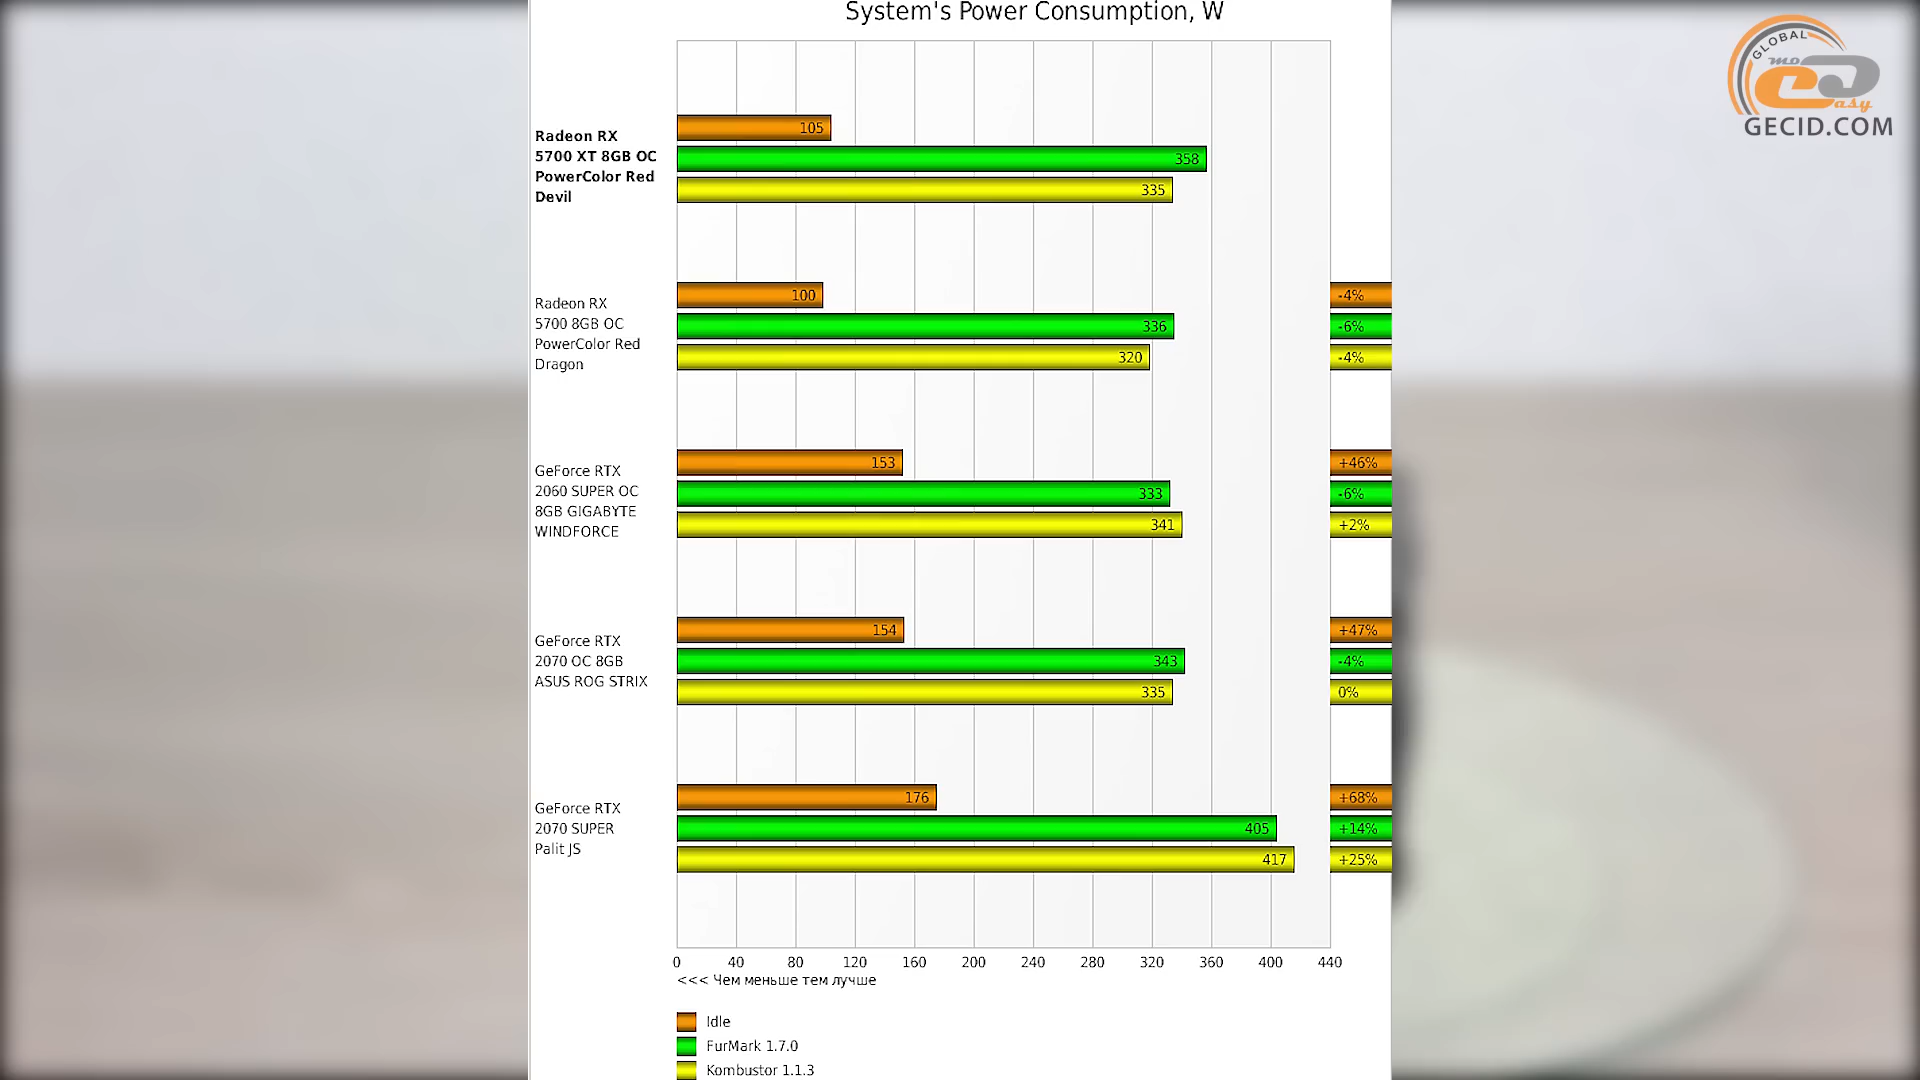 System's Power Consumption, W
GLOBAL
mo
easy
GECID.COM
Radeon RX
5700 XT 8GB OC
PowerColor Red
Devil
105
358
335
Radeon RX
5700 8GB OC
PowerColor Red
Dragon
100
336
320
-4%
-6%
-4%
GeForce RTX
2060 SUPER OC
8GB GIGABYTE
WINDFORCE
153
333
341
+46%
-6%
+2%
GeForce RTX
2070 OC 8GB
ASUS ROG STRIX
154
343
335
+47%
-4%
0%
GeForce RTX
2070 SUPER
Palit JS
176
405
417
+68%
+14%
+25%
0 40 80 120 160 200 240 280 320 360 400 440
<<< Чем меньше тем лучше
Idle
FurMark 1.7.0
Kombustor 1.1.3